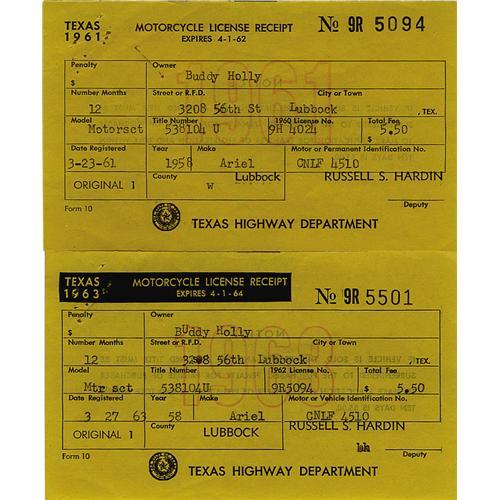 TEXAS MOTORCYCLE LICENSE RECEIPT No 9R 5094
1961 EXPIRES 4-1-62
Penalty Owner
$ Buddy Holly
Number Months Street or R.F.D. City or Town
12 3208 56th St Lubbock , TEX.
Model Title Number 1960 License No. Total Fee
Motorsct 538104 U 9H 4024 $ 5.50
Date Registered Year Make Motor or Permanent Identification No.
3-23-61 1958 Ariel CNLF 4510
ORIGINAL 1 County W Lubbock RUSSELL S. HARDIN
Form 10 Deputy
TEXAS HIGHWAY DEPARTMENT
1961
TEXAS MOTORCYCLE LICENSE RECEIPT No 9R 5501
1963 EXPIRES 4-1-64
Penalty Owner
$ BUddy Holly
Number Months Street or R.F.D. City or Town
12 3208 56th Lubbock , TEX.
Model Title Number 1962 License No. Total Fee
Mtr sct 538104U 9R5094 $ 5.50
Date Registered Year Make Motor or Vehicle Identification No.
3 27 63 58 Ariel CNLF 4510
ORIGINAL 1 County LUBBOCK RUSSELL S. HARDIN
Form 10 Deputy
TEXAS HIGHWAY DEPARTMENT
1963